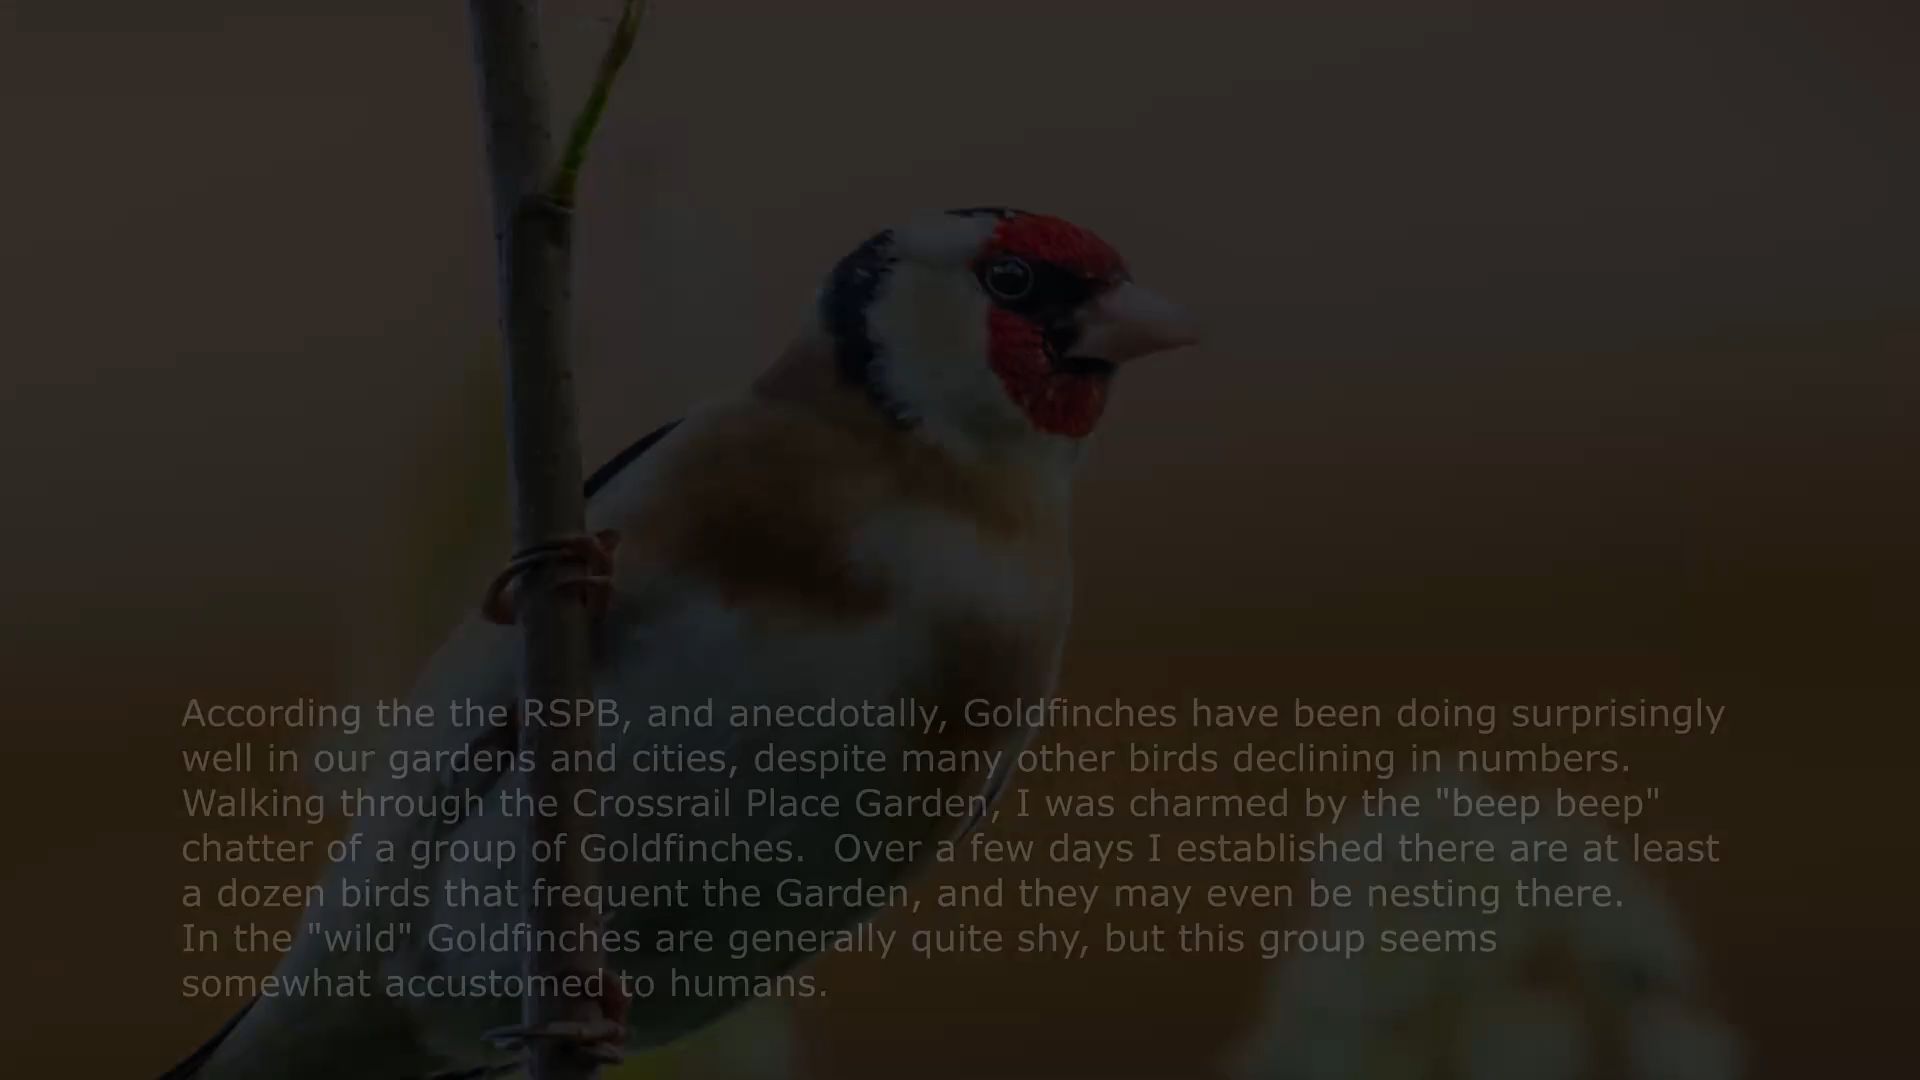 According the the RSPB, and anecdotally, Goldfinches have been doing surprisingly
well in our gardens and cities, despite many other birds declining in numbers.
Walking through the Crossrail Place Garden, I was charmed by the "beep beep"
chatter of a group of Goldfinches.  Over a few days I established there are at least
a dozen birds that frequent the Garden, and they may even be nesting there.
In the "wild" Goldfinches are generally quite shy, but this group seems
somewhat accustomed to humans.